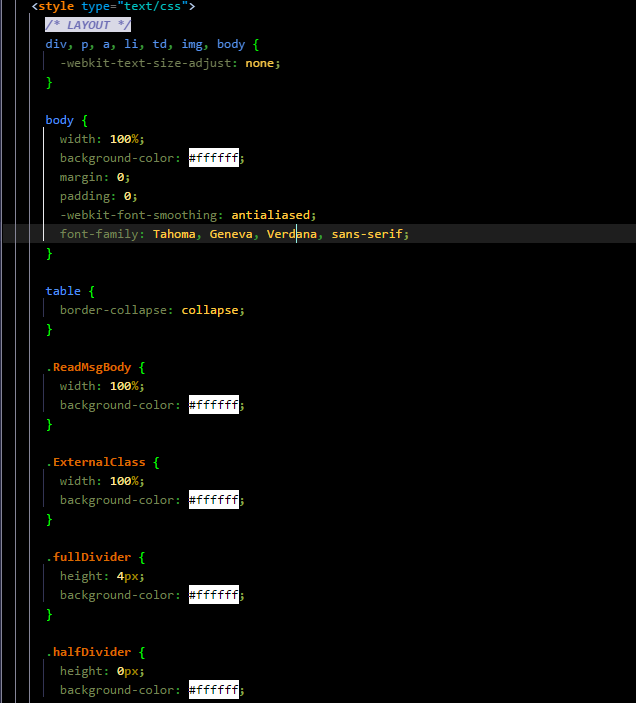 <style type="text/css">
/* LAYOUT */
div, p, a, li, td, img, body {
-webkit-text-size-adjust: none;
}
body {
width: 100%;
background-color: #ffffff;
margin: 0;
padding: 0;
-webkit-font-smoothing: antialiased;
font-family: Tahoma, Geneva, Verdana, sans-serif;
}
table {
border-collapse: collapse;
}
.ReadMsgBody {
width: 100%;
background-color: #ffffff;
}
.ExternalClass {
width: 100%;
background-color: #ffffff;
}
.fullDivider {
height: 4px;
background-color: #ffffff;
}
.halfDivider {
height: 0px;
background-color: #ffffff;